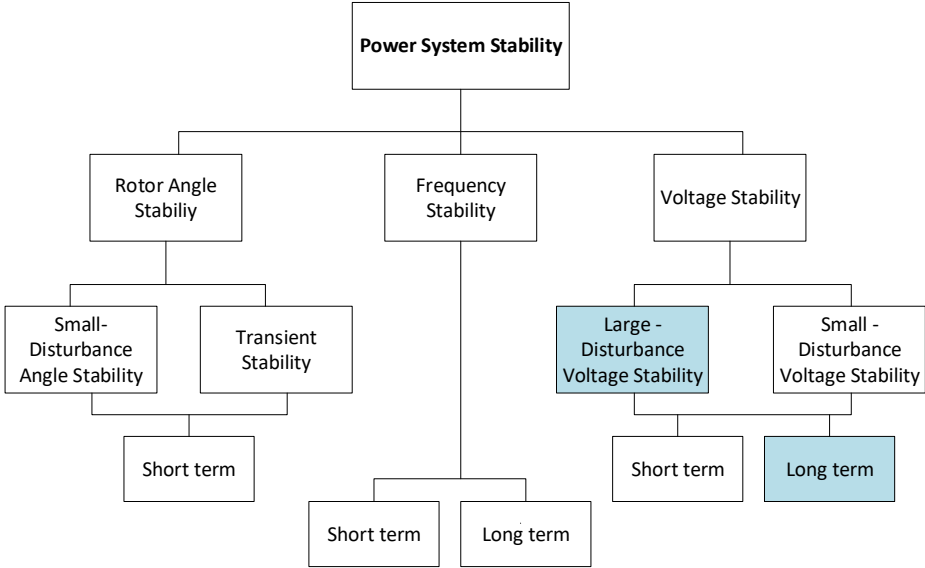 Power System Stability
Rotor Angle
Stabiliy
Frequency
Stability
Voltage Stability
Small-
Disturbance
Angle Stability
Transient
Stability
Large -
Disturbance
Voltage Stability
Small -
Disturbance
Voltage Stability
Short term
Short term
Long term
Short term
Long term